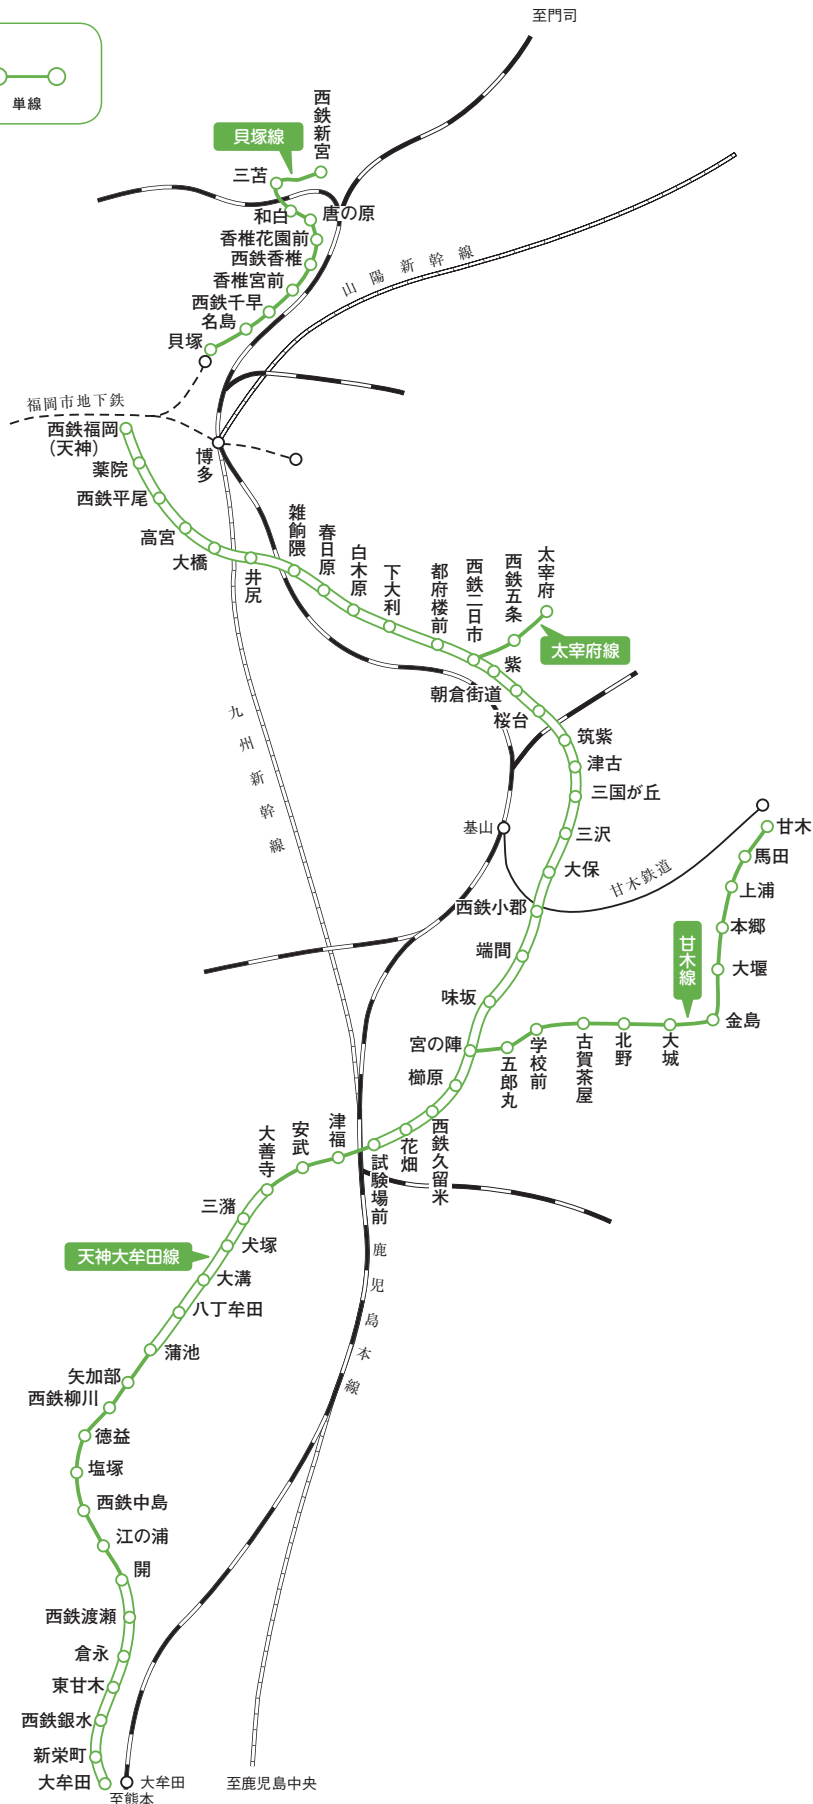 単線
至門司
西鉄新宮
貝塚線
三苫
和白
唐の原
香椎花園前
西鉄香椎
香椎宮前
西鉄千早
名島
貝塚
山陽新幹線
福岡市地下鉄
西鉄福岡
(天神)
博多
薬院
西鉄平尾
高宮
大橋
井尻
雑餉隈
春日原
白木原
下大利
都府楼前
西鉄二日市
西鉄五条
太宰府
太宰府線
紫
朝倉街道
桜台
筑紫
津古
三国が丘
九州新幹線
基山
三沢
甘木
馬田
大保
甘木鉄道
上浦
西鉄小郡
本郷
甘木線
端間
大堰
味坂
金島
宮の陣
五郎丸
学校前
古賀茶屋
北野
大城
櫛原
西鉄久留米
花畑
試験場前
津福
安武
大善寺
三潴
犬塚
天神大牟田線
大溝
八丁牟田
鹿児島本線
蒲池
矢加部
西鉄柳川
徳益
塩塚
西鉄中島
江の浦
開
西鉄渡瀬
倉永
東甘木
西鉄銀水
新栄町
大牟田
大牟田
至熊本
至鹿児島中央